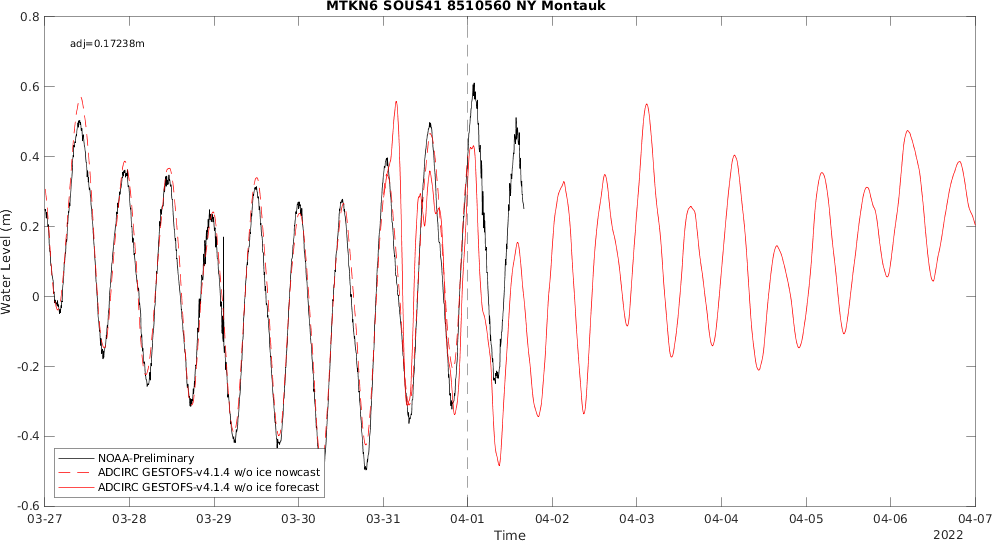 MTKN6 SOUS41 8510560 NY Montauk
adj=0.17238m
0.8
0.6
0.4
0.2
0
-0.2
-0.4
-0.6
Water Level (m)
NOAA-Preliminary
ADCIRC GESTOFS-v4.1.4 w/o ice nowcast
ADCIRC GESTOFS-v4.1.4 w/o ice forecast
03-27 03-28 03-29 03-30 03-31 04-01 04-02 04-03 04-04 04-05 04-06 04-07
Time
2022